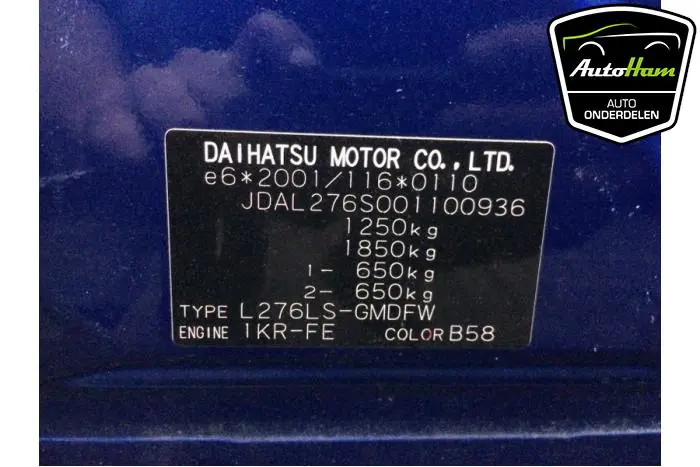 AutoHam
AUTO
ONDERDELEN
DAIHATSU MOTOR CO.,LTD.
e6*2001/116*0110
JDAL276S001100936
1250kg
1850kg
1- 650kg
2- 650kg
TYPE L276LS-GMDFW
ENGINE 1KR-FE COLOR B58